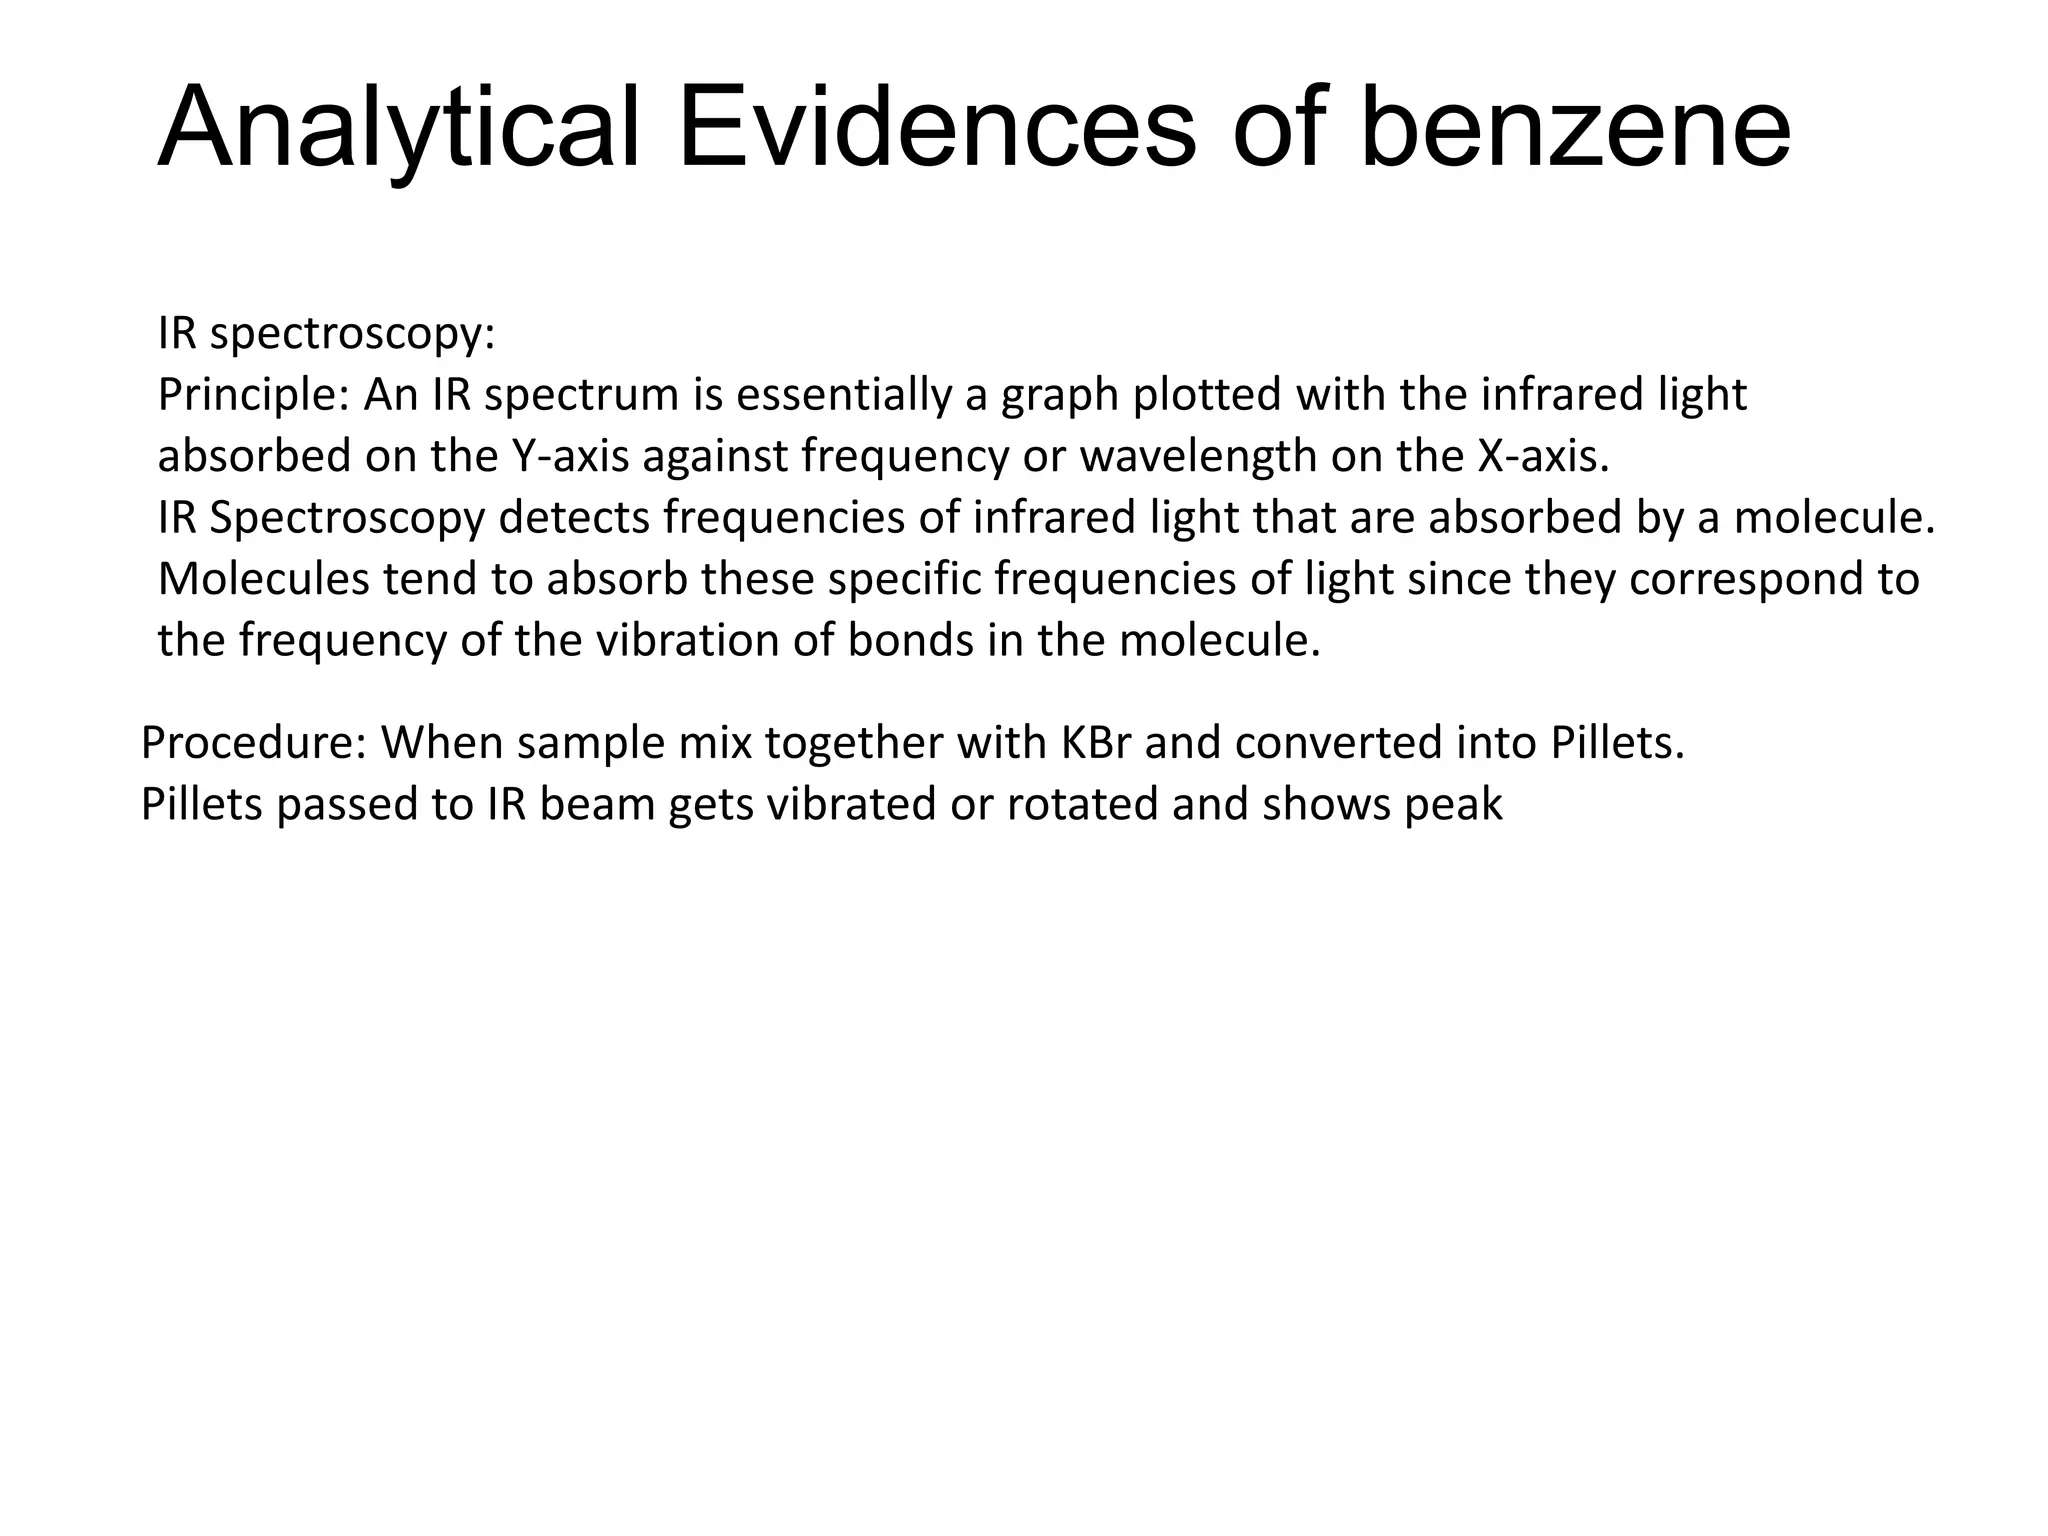 Analytical Evidences of benzene
IR spectroscopy:
Principle: An IR spectrum is essentially a graph plotted with the infrared light
absorbed on the Y-axis against frequency or wavelength on the X-axis.
IR Spectroscopy detects frequencies of infrared light that are absorbed by a molecule.
Molecules tend to absorb these specific frequencies of light since they correspond to
the frequency of the vibration of bonds in the molecule.
Procedure: When sample mix together with KBr and converted into Pillets.
Pillets passed to IR beam gets vibrated or rotated and shows peak